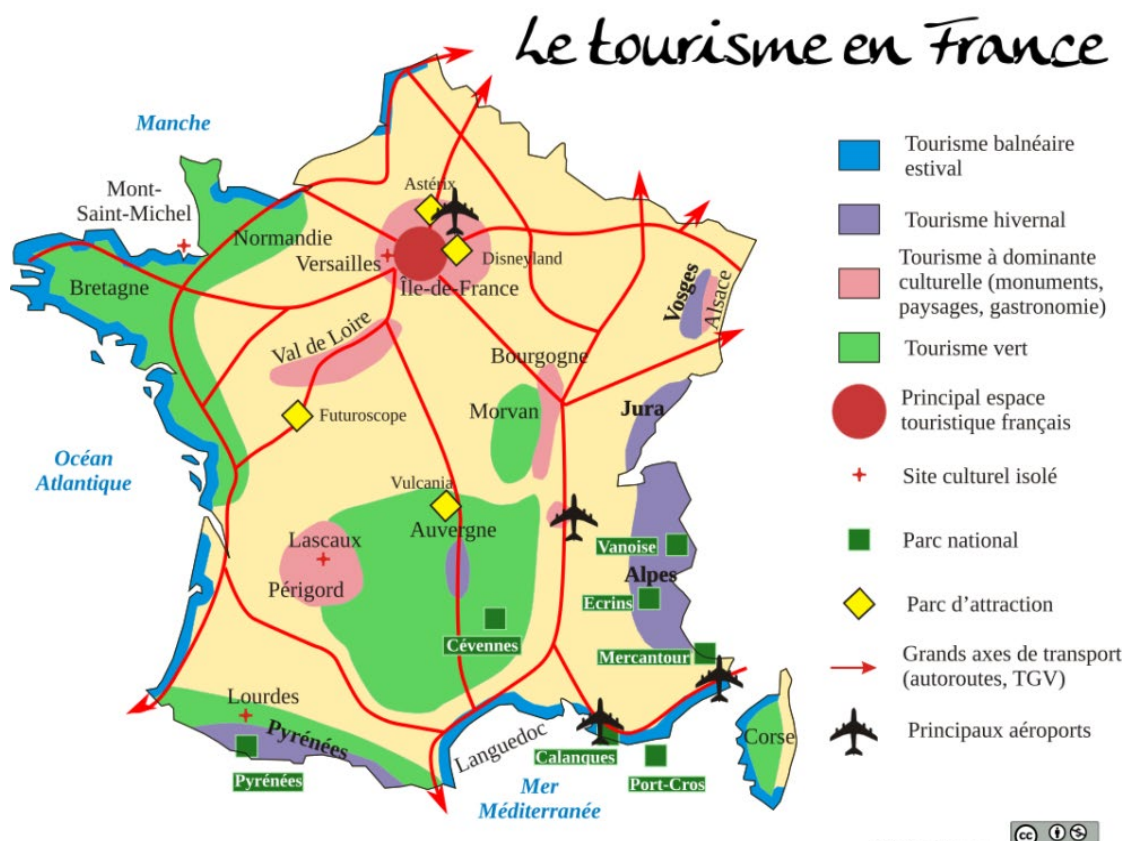 Le tourisme en France
Manche
Mont-
Saint-Michel
Normandie
Bretagne
Astérix
Versailles
Disneyland
Île-de-France
Vosges
Alsace
Val de Loire
Bourgogne
Morvan
Jura
Futuroscope
Océan
Atlantique
Vulcania
Auvergne
Lascaux
Périgord
Vanoise
Alpes
Ecrins
Cévennes
Mercantour
Lourdes
Pyrénées
Pyrénées
Languedoc
Calanques
Port-Cros
Corse
Mer
Méditerranée
Tourisme balnéaire
estival
Tourisme hivernal
Tourisme à dominante
culturelle (monuments,
paysages, gastronomie)
Tourisme vert
Principal espace
touristique français
Site culturel isolé
Parc national
Parc d’attraction
Grands axes de transport
(autoroutes, TGV)
Principaux aéroports
cc